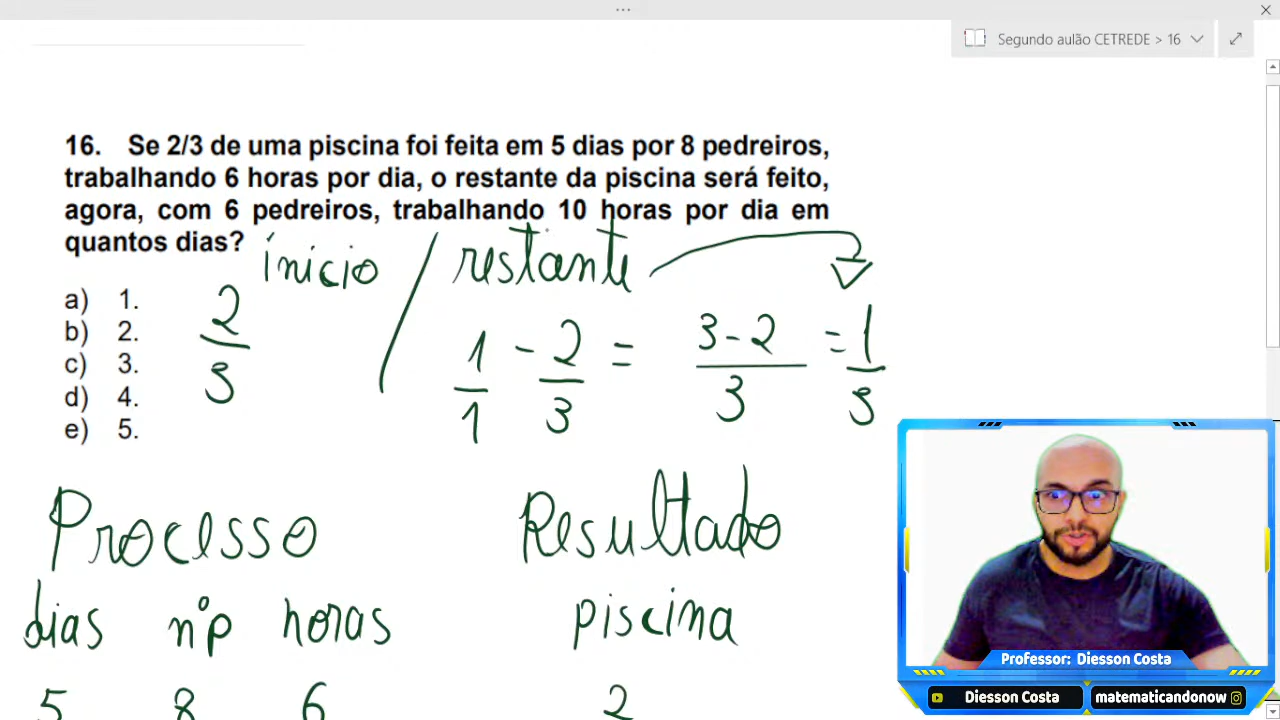 Segundo aulão CETREDE > 16
16. Se 2/3 de uma piscina foi feita em 5 dias por 8 pedreiros,
trabalhando 6 horas por dia, o restante da piscina será feito,
agora, com 6 pedreiros, trabalhando 10 horas por dia em
quantos dias?
início / restante
a) 1.
b) 2.
c) 3.
d) 4.
e) 5.
2/3
1/1 - 2/3 = 3-2/3 = 1/3
Processo Resultado
dias nºp horas piscina
5 8 6 2
Professor: Diesson Costa
Diesson Costa matematicandonow